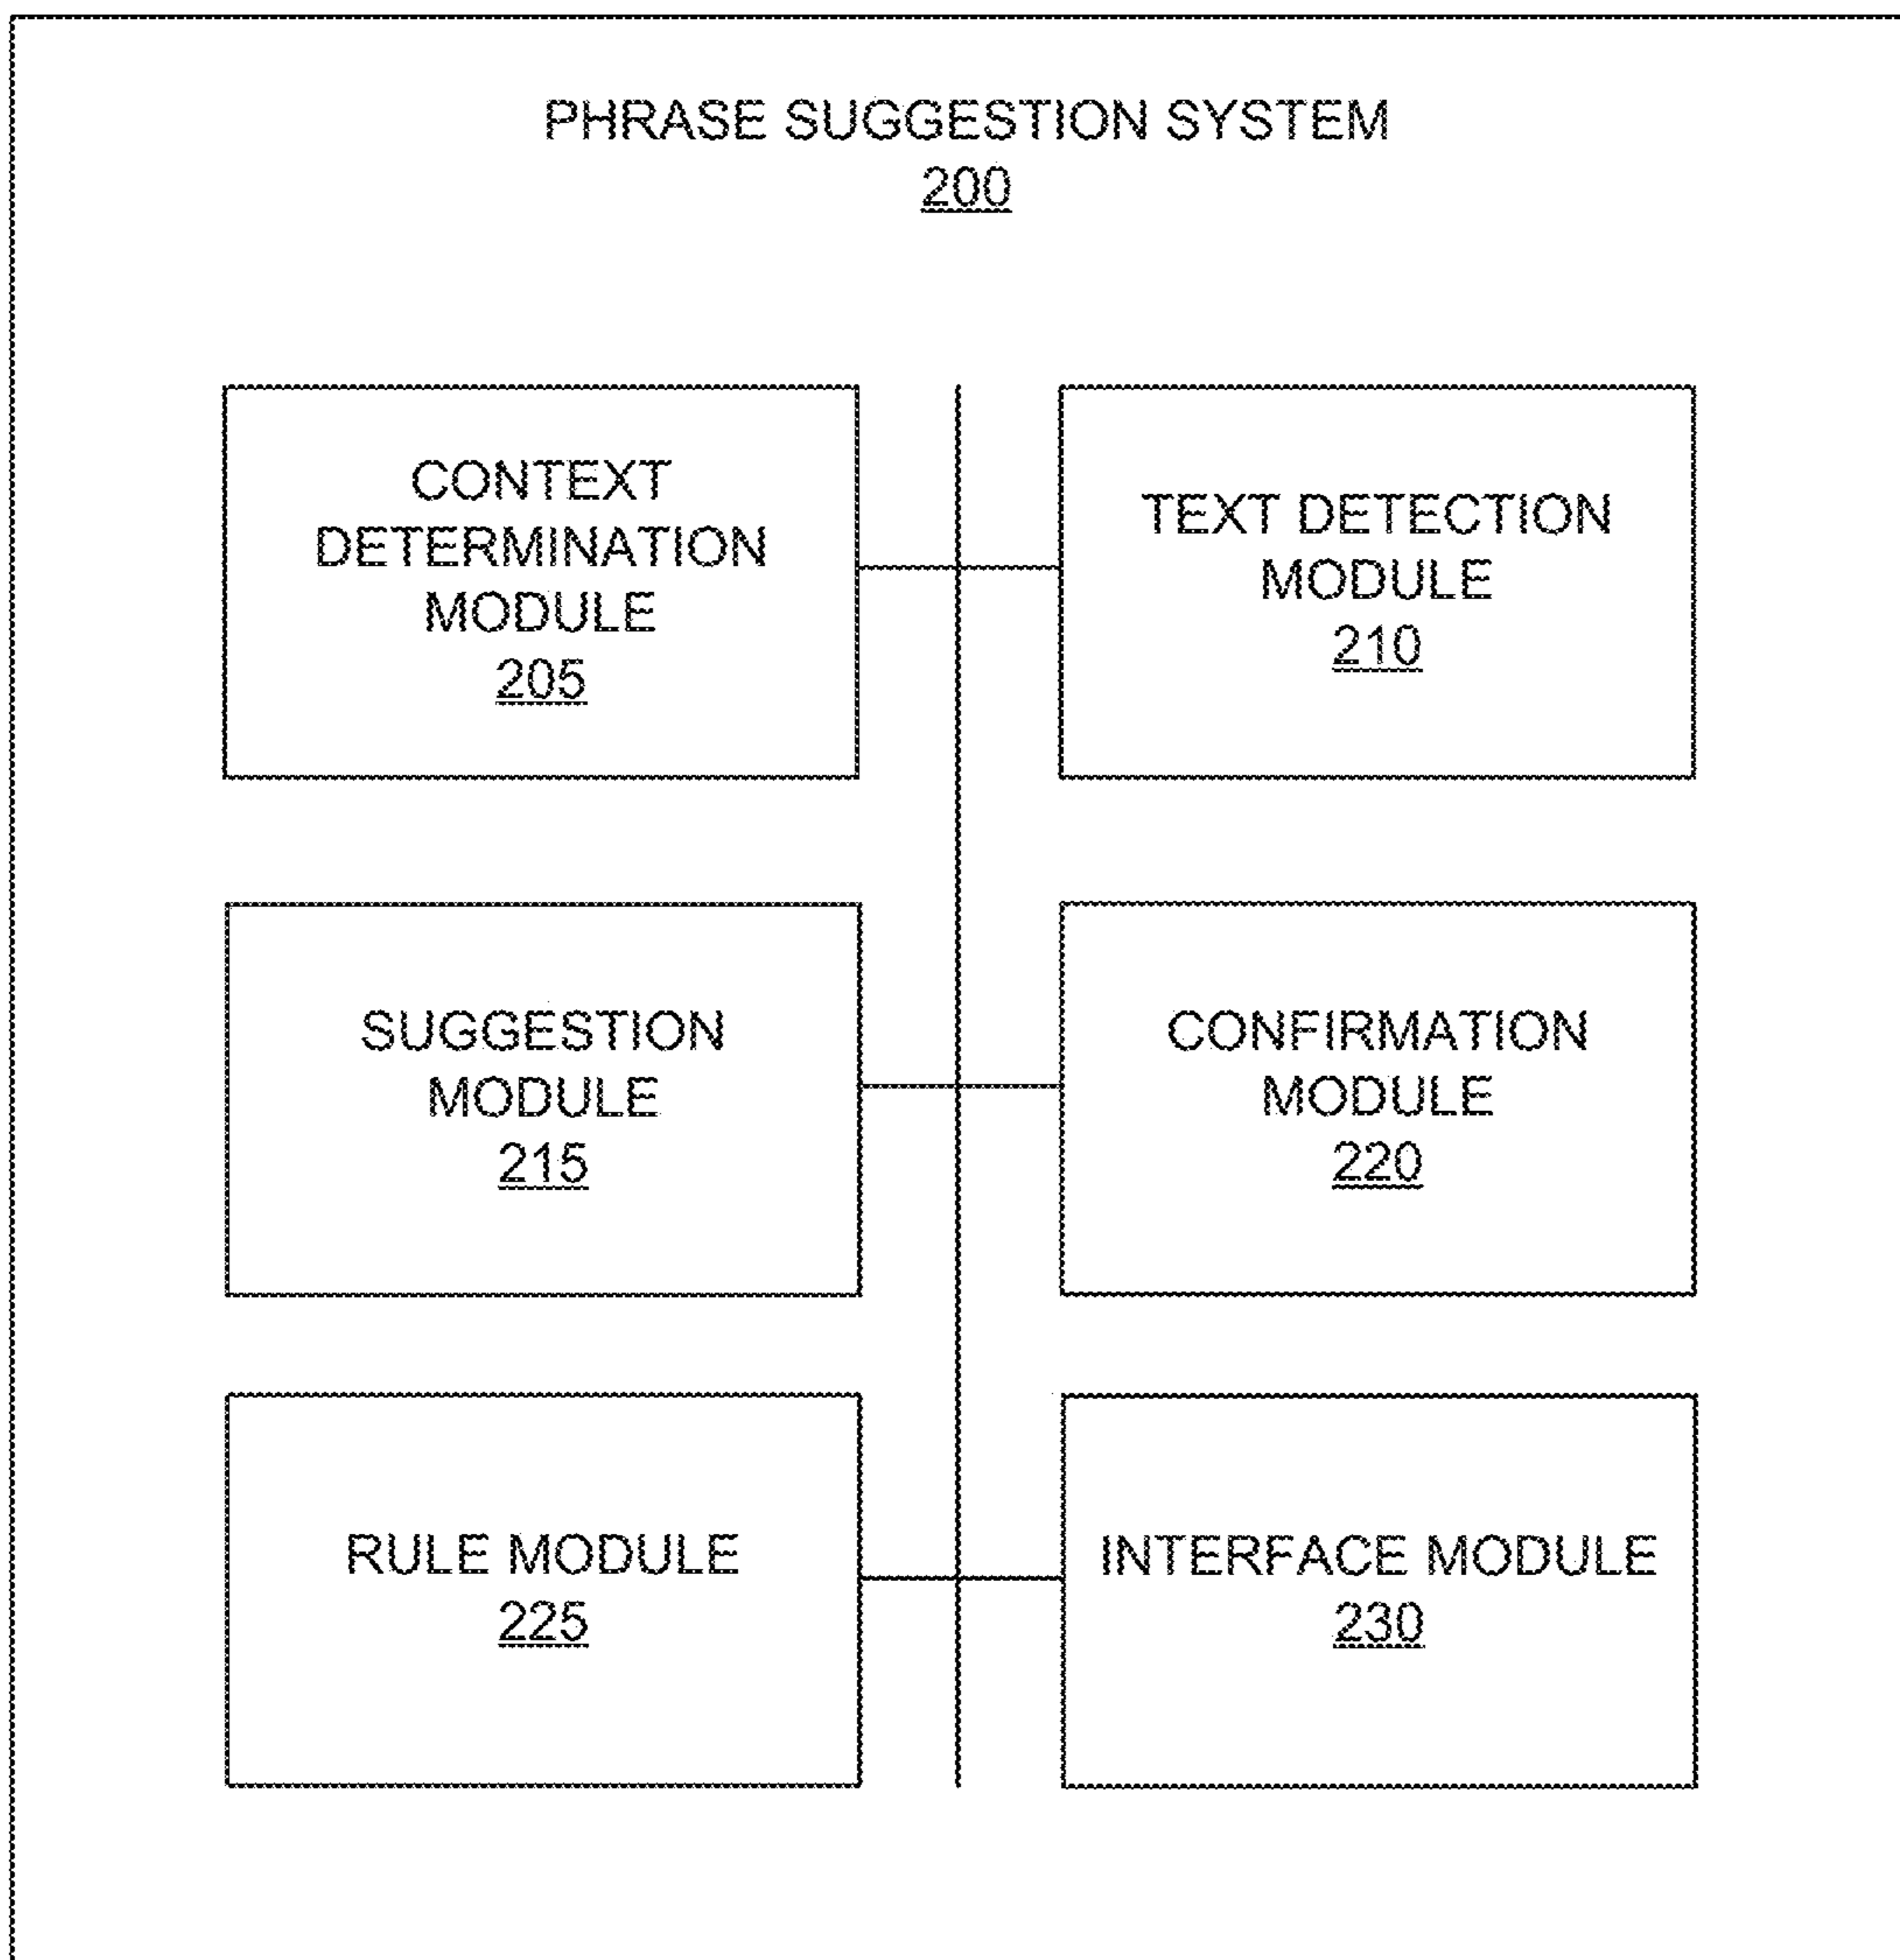 PHRASE SUGGESTION SYSTEM
200
CONTEXT
DETERMINATION
MODULE
205
TEXT DETECTION
MODULE
210
SUGGESTION
MODULE
215
CONFIRMATION
MODULE
220
RULE MODULE
225
INTERFACE MODULE
230